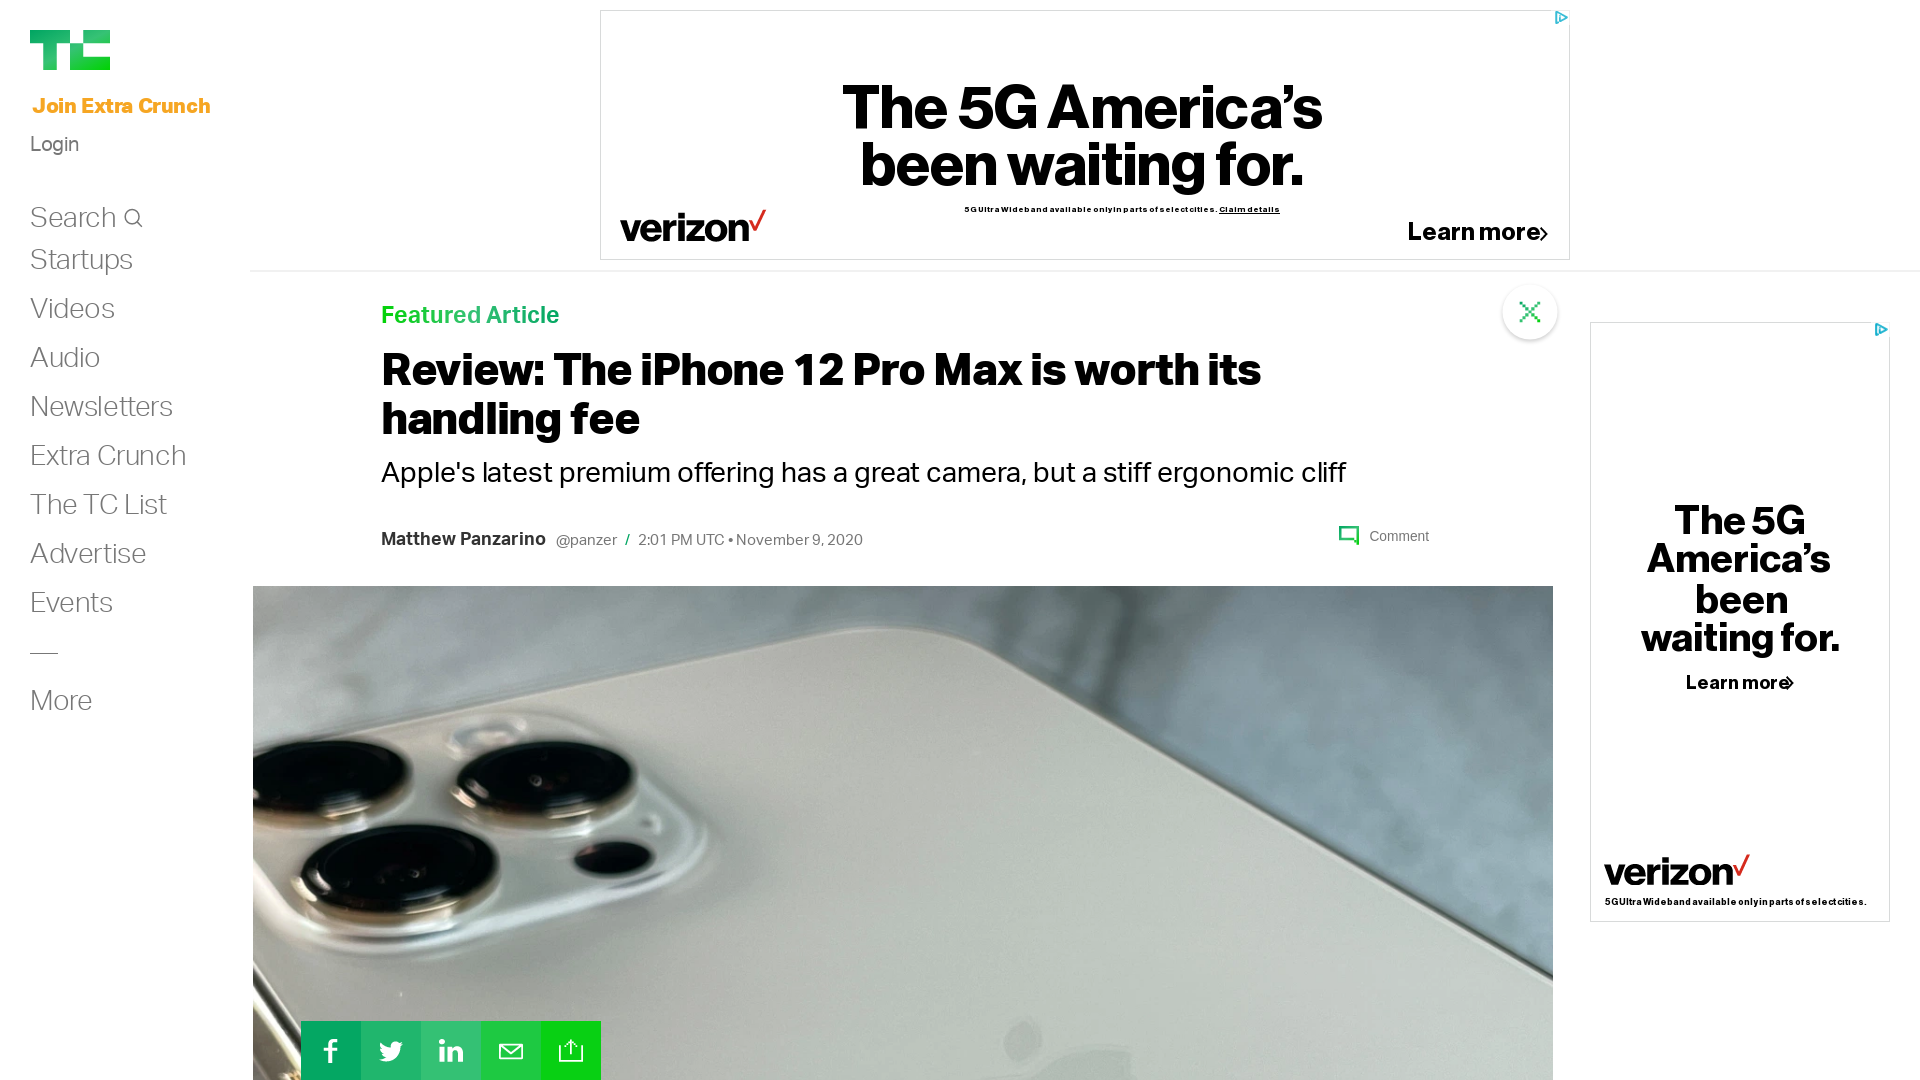 TC
Join Extra Crunch
Login
Search
Startups
Videos
Audio
Newsletters
Extra Crunch
The TC List
Advertise
Events
—
More
The 5G America’s
been waiting for.
5G Ultra Wideband available only in parts of select cities. Claim details
verizon
Learn more
Featured Article
Review: The iPhone 12 Pro Max is worth its
handling fee
Apple's latest premium offering has a great camera, but a stiff ergonomic cliff
Matthew Panzarino @panzer / 2:01 PM UTC • November 9, 2020
Comment
The 5G
America’s
been
waiting for.
Learn more
verizon
5G Ultra Wideband available only in parts of select cities.